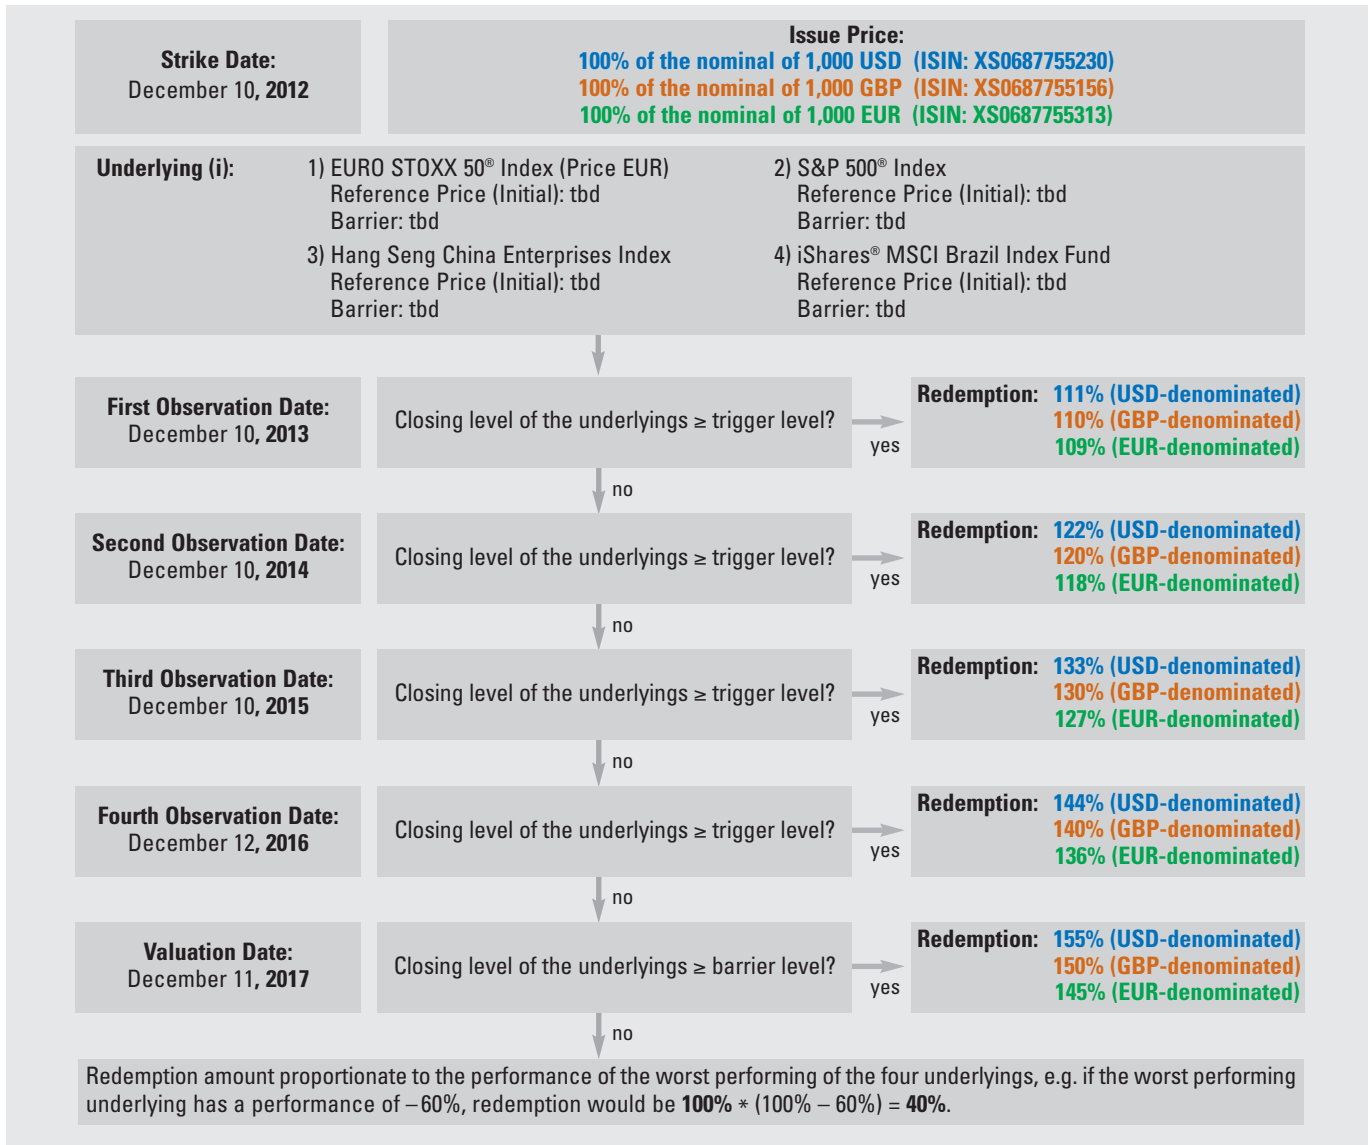 Strike Date:
December 10, 2012
Issue Price:
100% of the nominal of 1,000 USD (ISIN: XS0687755230)
100% of the nominal of 1,000 GBP (ISIN: XS0687755156)
100% of the nominal of 1,000 EUR (ISIN: XS0687755313)
Underlying (i):
1) EURO STOXX 50® Index (Price EUR)
Reference Price (Initial): tbd
Barrier: tbd
2) S&P 500® Index
Reference Price (Initial): tbd
Barrier: tbd
3) Hang Seng China Enterprises Index
Reference Price (Initial): tbd
Barrier: tbd
4) iShares® MSCI Brazil Index Fund
Reference Price (Initial): tbd
Barrier: tbd
First Observation Date:
December 10, 2013
Closing level of the underlyings ≥ trigger level?
yes
Redemption: 111% (USD-denominated)
110% (GBP-denominated)
109% (EUR-denominated)
no
Second Observation Date:
December 10, 2014
Closing level of the underlyings ≥ trigger level?
yes
Redemption: 122% (USD-denominated)
120% (GBP-denominated)
118% (EUR-denominated)
no
Third Observation Date:
December 10, 2015
Closing level of the underlyings ≥ trigger level?
yes
Redemption: 133% (USD-denominated)
130% (GBP-denominated)
127% (EUR-denominated)
no
Fourth Observation Date:
December 12, 2016
Closing level of the underlyings ≥ trigger level?
yes
Redemption: 144% (USD-denominated)
140% (GBP-denominated)
136% (EUR-denominated)
no
Valuation Date:
December 11, 2017
Closing level of the underlyings ≥ barrier level?
yes
Redemption: 155% (USD-denominated)
150% (GBP-denominated)
145% (EUR-denominated)
no
Redemption amount proportionate to the performance of the worst performing of the four underlyings, e.g. if the worst performing
underlying has a performance of –60%, redemption would be 100% * (100% – 60%) = 40%.